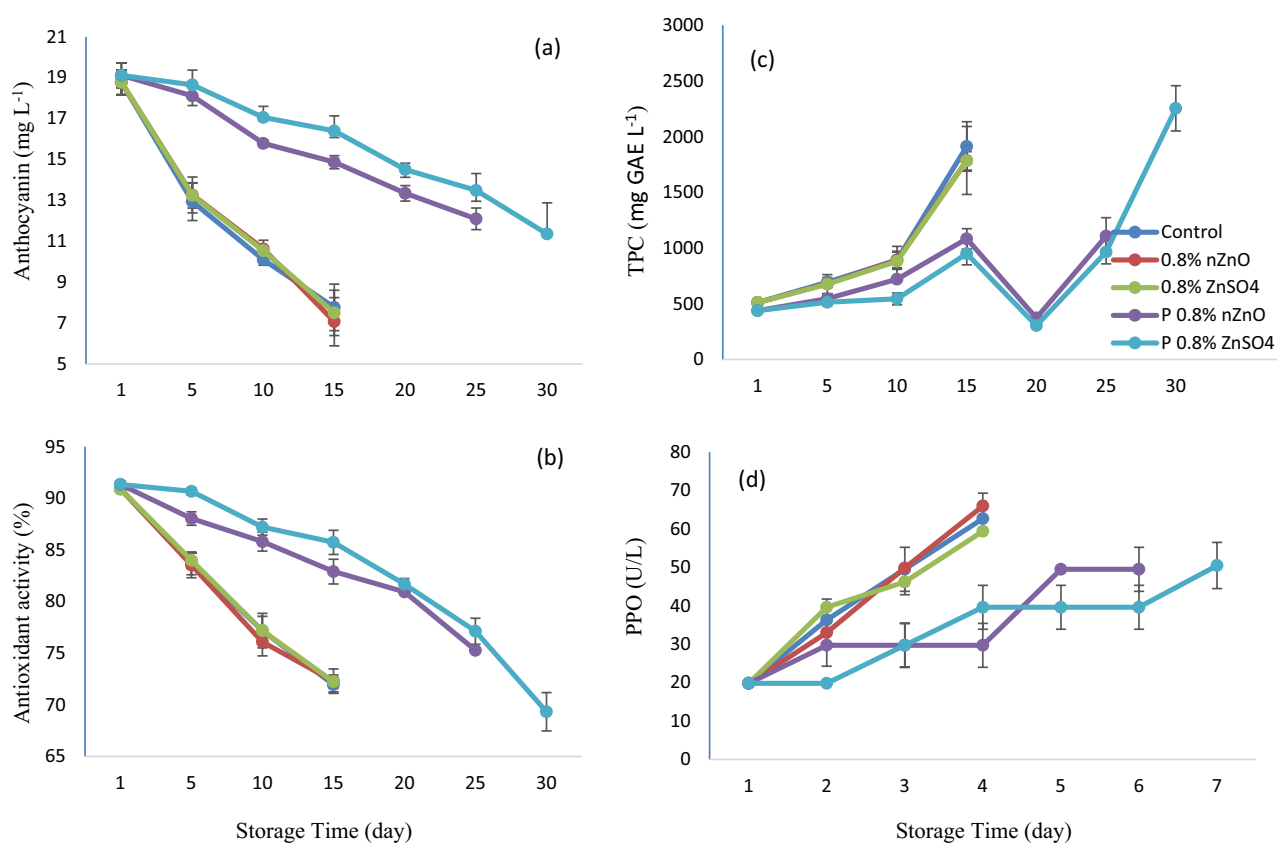 (a)
Anthocyanin (mg L-1)
21
19
17
15
13
11
9
7
5
1 5 10 15 20 25 30
(c)
TPC (mg GAE L-1)
3000
2500
2000
1500
1000
500
0
1 5 10 15 20 25 30
Control
0.8% nZnO
0.8% ZnSO4
P 0.8% nZnO
P 0.8% ZnSO4
(b)
Antioxidant activity (%)
95
90
85
80
75
70
65
1 5 10 15 20 25 30
Storage Time (day)
(d)
PPO (U/L)
80
70
60
50
40
30
20
10
0
1 2 3 4 5 6 7
Storage Time (day)